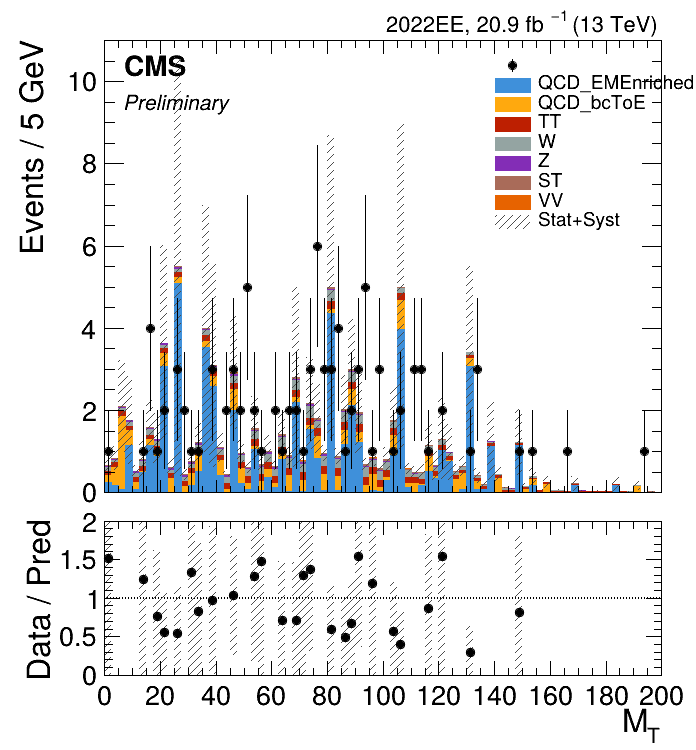 2022EE, 20.9 fb⁻¹ (13 TeV)
CMS
Preliminary
QCD_EMEnriched
QCD_bcToE
TT
W
Z
ST
VV
Stat+Syst
Events / 5 GeV
10
8
6
4
2
0
Data / Pred
2
1.5
1
0.5
0
0 20 40 60 80 100 120 140 160 180 200
M_T